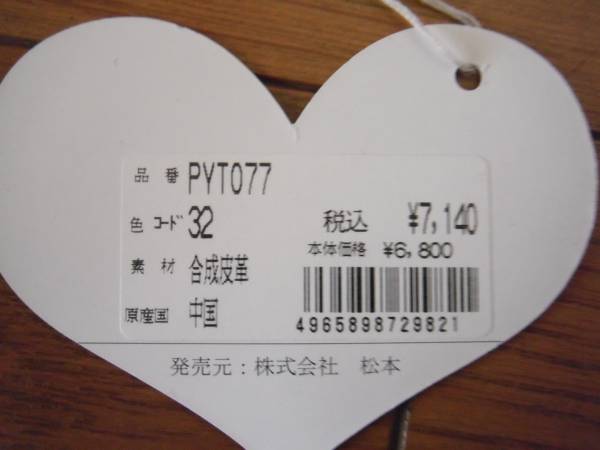 品 番 PYT077
色 ｺｰﾄﾞ 32 税込 ¥7,140
本体価格 ¥6,800
素 材 合成皮革
原産国 中国
4965898729821
発売元：株式会社 松本